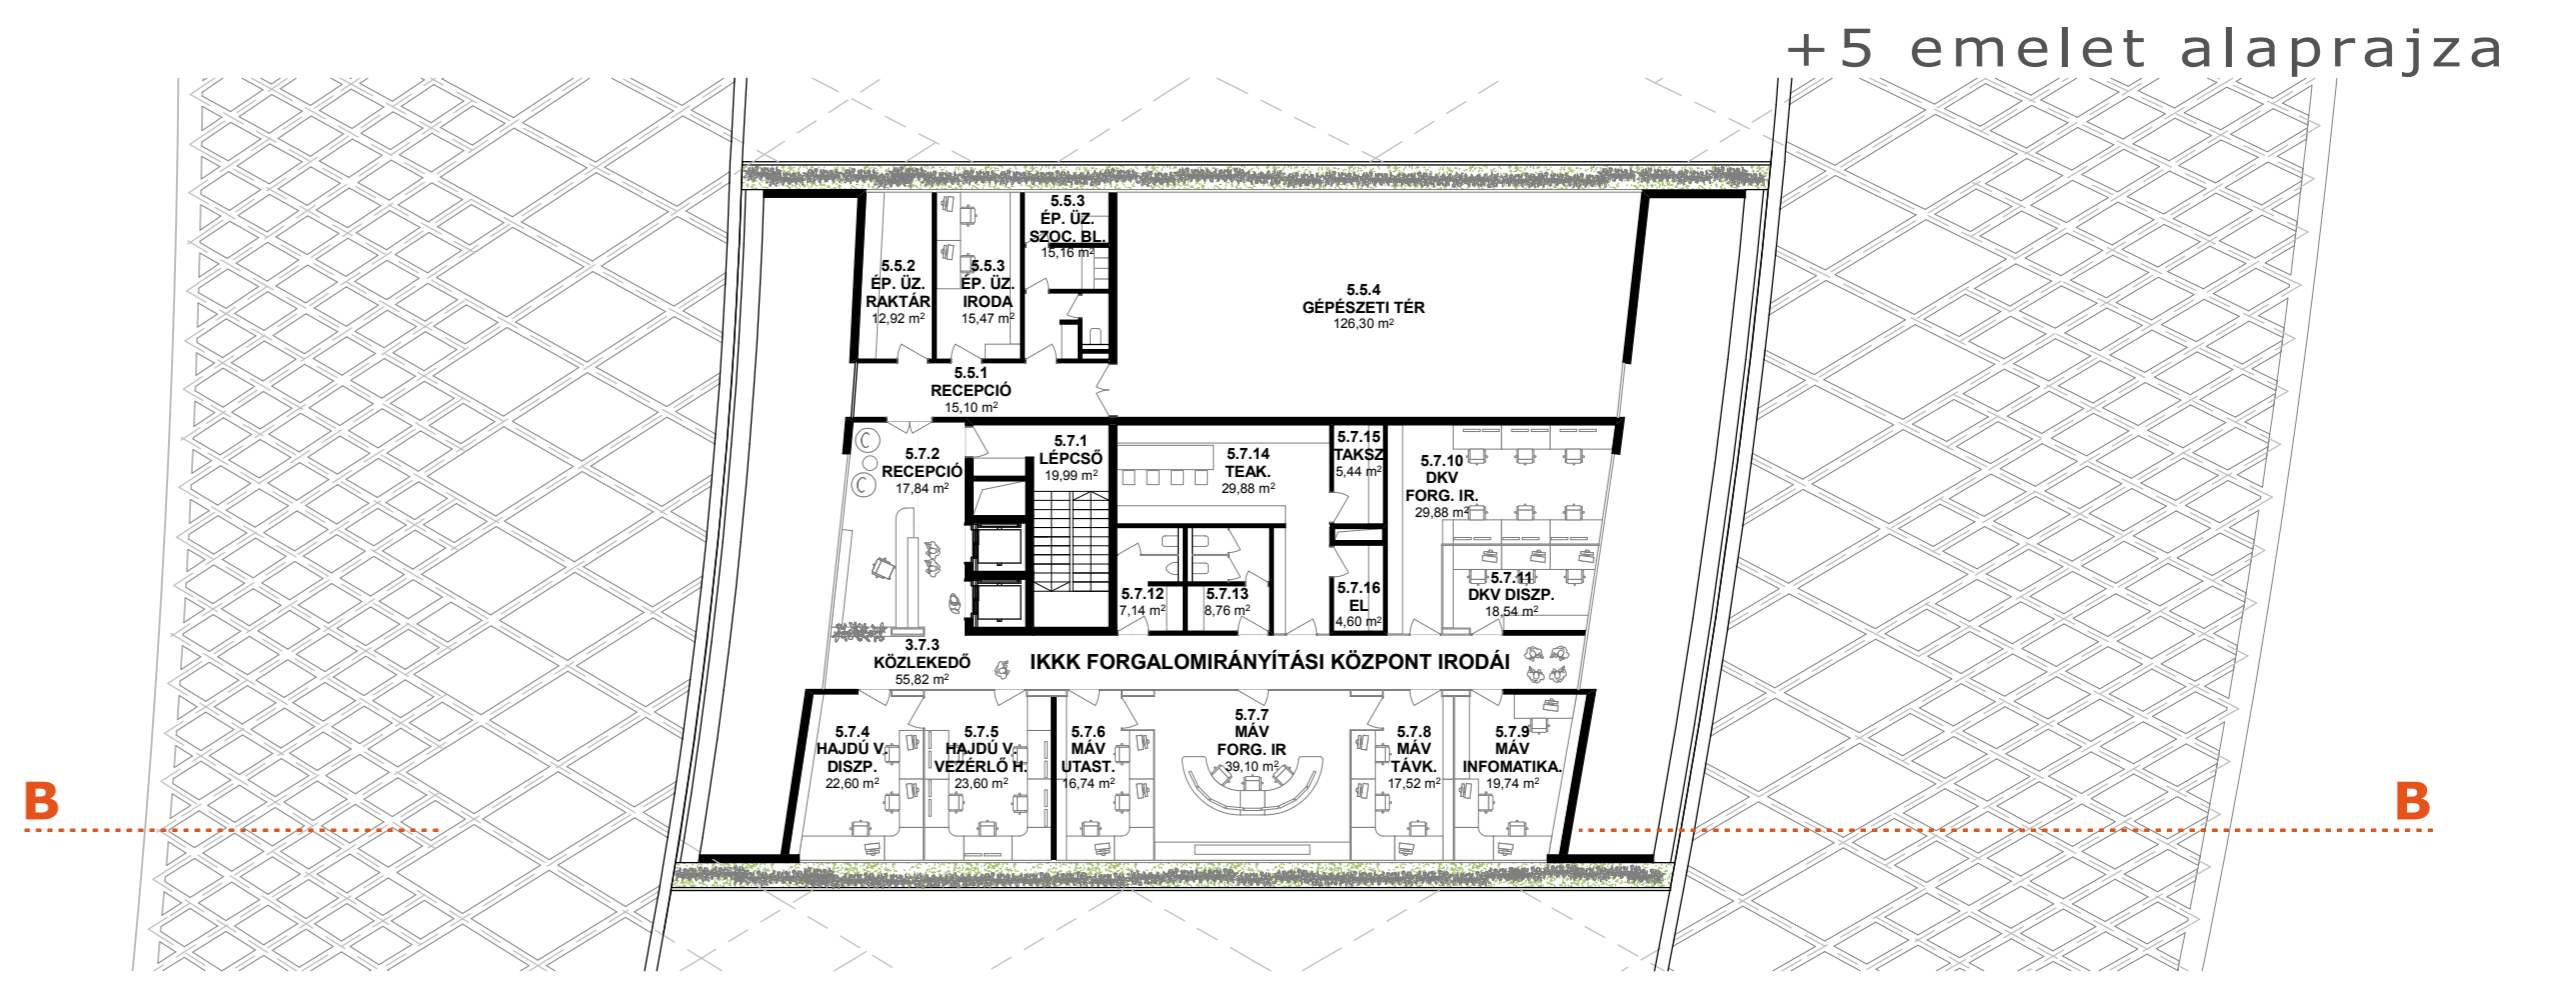 +5 emelet alaprajza
5.5.2
ÉP. ÜZ.
RAKTÁR
12,92 m²
5.5.3
ÉP. ÜZ.
IRODA
15,47 m²
5.5.3
ÉP. ÜZ.
SZOC. BL.
15,16 m²
5.5.4
GÉPÉSZETI TÉR
126,30 m²
5.5.1
RECEPCIÓ
15,10 m²
5.7.2
RECEPCIÓ
17,84 m²
5.7.1
LÉPCSŐ
19,99 m²
5.7.14
TEAK.
29,88 m²
5.7.15
TAKSZ
5,44 m²
5.7.10
DKV
FORG. IR.
29,88 m²
5.7.11
DKV DISZP.
18,54 m²
5.7.12
7,14 m²
5.7.13
8,76 m²
5.7.16
EL
4,60 m²
3.7.3
KÖZLEKEDŐ
55,82 m²
IKKK FORGALOMIRÁNYÍTÁSI KÖZPONT IRODÁI
5.7.4
HAJDÚ V.
DISZP.
22,60 m²
5.7.5
HAJDÚ V.
VEZÉRLŐ H.
23,60 m²
5.7.6
MÁV
UTAST.
16,74 m²
5.7.7
MÁV
FORG. IR
39,10 m²
5.7.8
MÁV
TÁVK.
17,52 m²
5.7.9
MÁV
INFOMATIKA.
19,74 m²
B
B